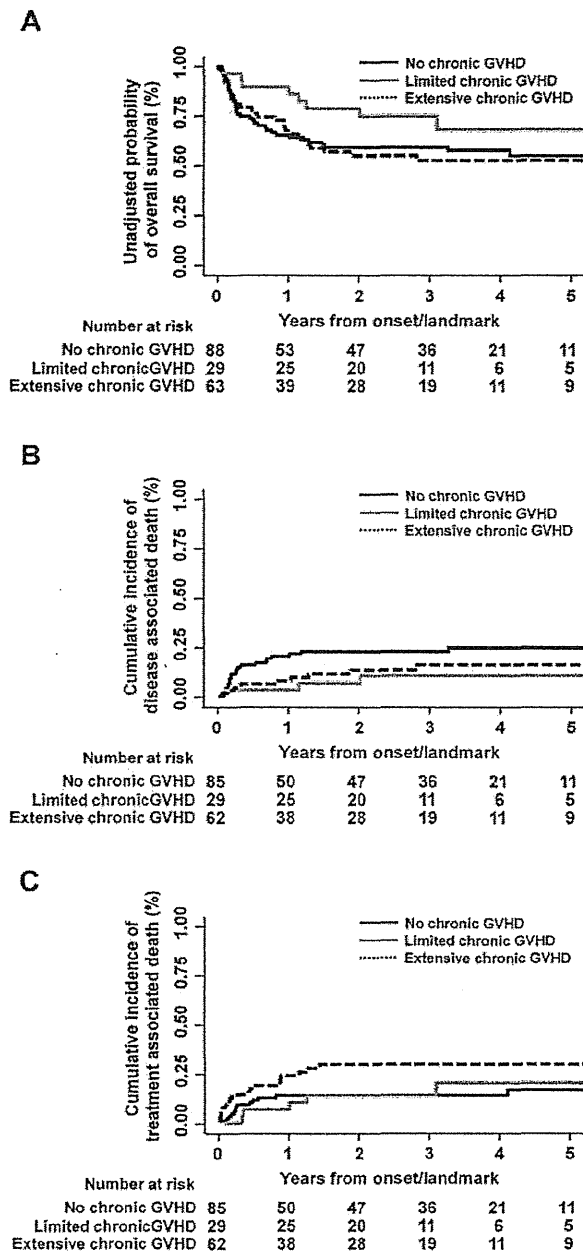 A
Unadjusted probability
of overall survival (%)
1.00
0.75
0.50
0.25
0.00
No chronic GVHD
Limited chronic GVHD
Extensive chronic GVHD
0 1 2 3 4 5
Number at risk
Years from onset/landmark
No chronic GVHD 88 53 47 36 21 11
Limited chronicGVHD 29 25 20 11 6 5
Extensive chronic GVHD 63 39 28 19 11 9
B
Cumulative incidence of
disease associated death (%)
1.00
0.75
0.50
0.25
0.00
No chronic GVHD
Limited chronic GVHD
Extensive chronic GVHD
0 1 2 3 4 5
Number at risk
Years from onset/landmark
No chronic GVHD 85 50 47 36 21 11
Limited chronicGVHD 29 25 20 11 6 5
Extensive chronic GVHD 62 38 28 19 11 9
C
Cumulative incidence of
treatment associated death (%)
1.00
0.75
0.50
0.25
0.00
No chronic GVHD
Limited chronic GVHD
Extensive chronic GVHD
0 1 2 3 4 5
Number at risk
Years from onset/landmark
No chronic GVHD 85 50 47 36 21 11
Limited chronicGVHD 29 25 20 11 6 5
Extensive chronic GVHD 62 38 28 19 11 9